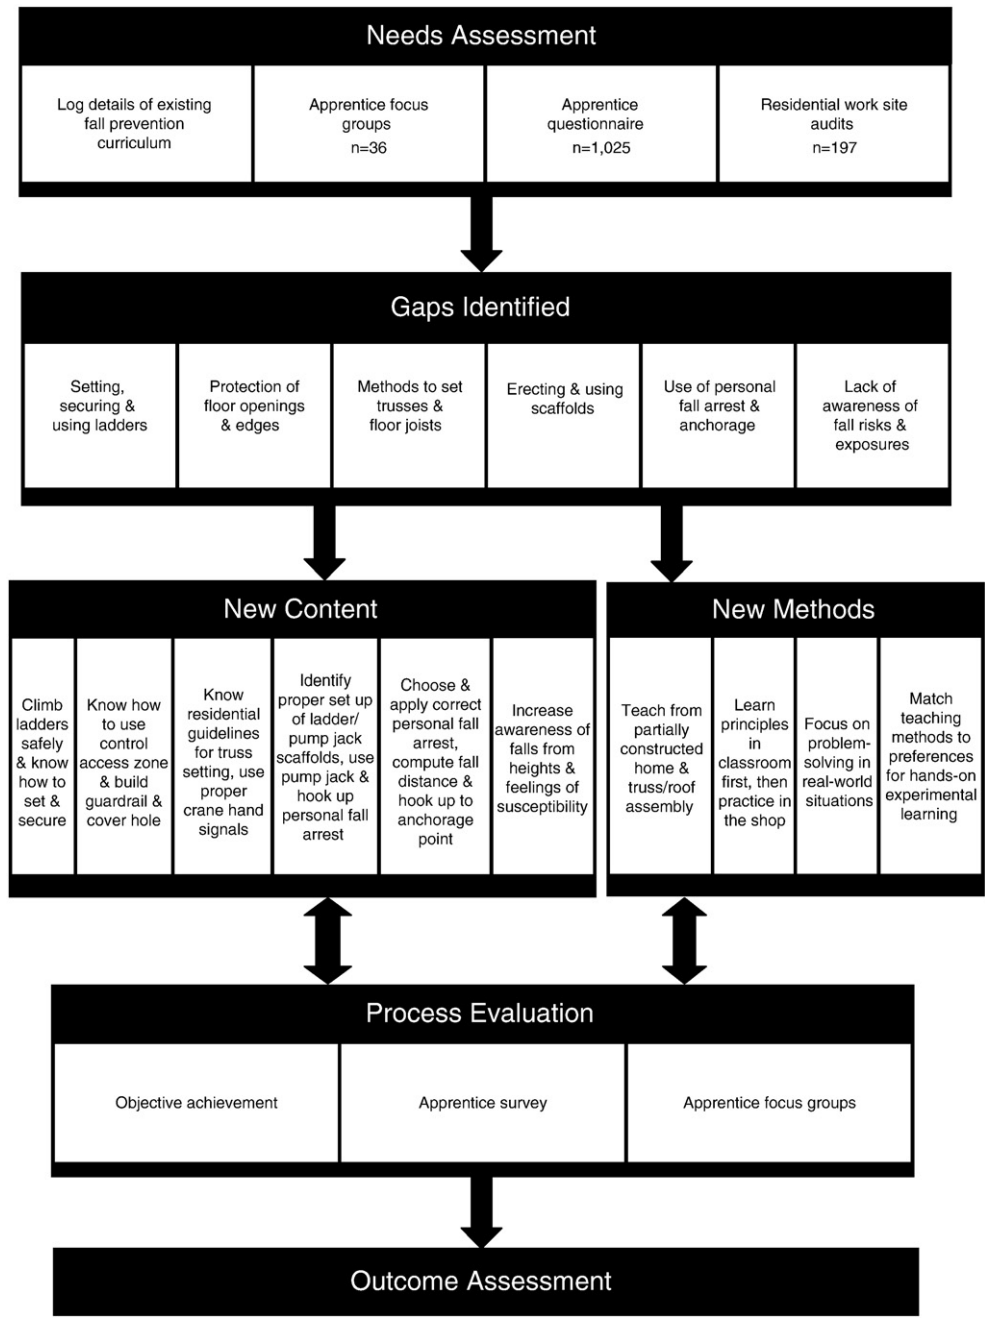 Needs Assessment
Log details of existing
fall prevention
curriculum
Apprentice focus
groups
n=36
Apprentice
questionnaire
n=1,025
Residential work site
audits
n=197
Gaps Identified
Setting,
securing &
using ladders
Protection of
floor openings
& edges
Methods to set
trusses &
floor joists
Erecting & using
scaffolds
Use of personal
fall arrest &
anchorage
Lack of
awareness of
fall risks &
exposures
New Content
Climb
ladders
safely
& know
how to
set &
secure
Know how
to use
control
access zone
& build
guardrail &
cover hole
Know
residential
guidelines
for truss
setting, use
proper
crane hand
signals
Identify
proper set up
of ladder/
pump jack
scaffolds, use
pump jack &
hook up
personal fall
arrest
Choose &
apply correct
personal fall
arrest,
compute fall
distance &
hook up to
anchorage
point
Increase
awareness of
falls from
heights &
feelings of
susceptibility
New Methods
Teach from
partially
constructed
home &
truss/roof
assembly
Learn
principles
in
classroom
first, then
practice in
the shop
Focus on
problem-
solving in
real-world
situations
Match
teaching
methods to
preferences
for hands-on
experimental
learning
Process Evaluation
Objective achievement
Apprentice survey
Apprentice focus groups
Outcome Assessment